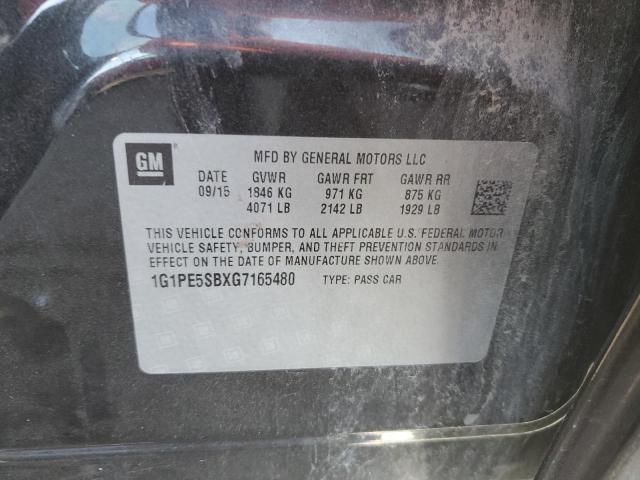 GM
MFD BY GENERAL MOTORS LLC
DATE GVWR GAWR FRT GAWR RR
09/15 1846 KG 971 KG 875 KG
4071 LB 2142 LB 1929 LB
THIS VEHICLE CONFORMS TO ALL APPLICABLE U.S. FEDERAL MOTOR
VEHICLE SAFETY, BUMPER, AND THEFT PREVENTION STANDARDS IN
EFFECT ON THE DATE OF MANUFACTURE SHOWN ABOVE.
1G1PE5SBXG7165480 TYPE: PASS CAR